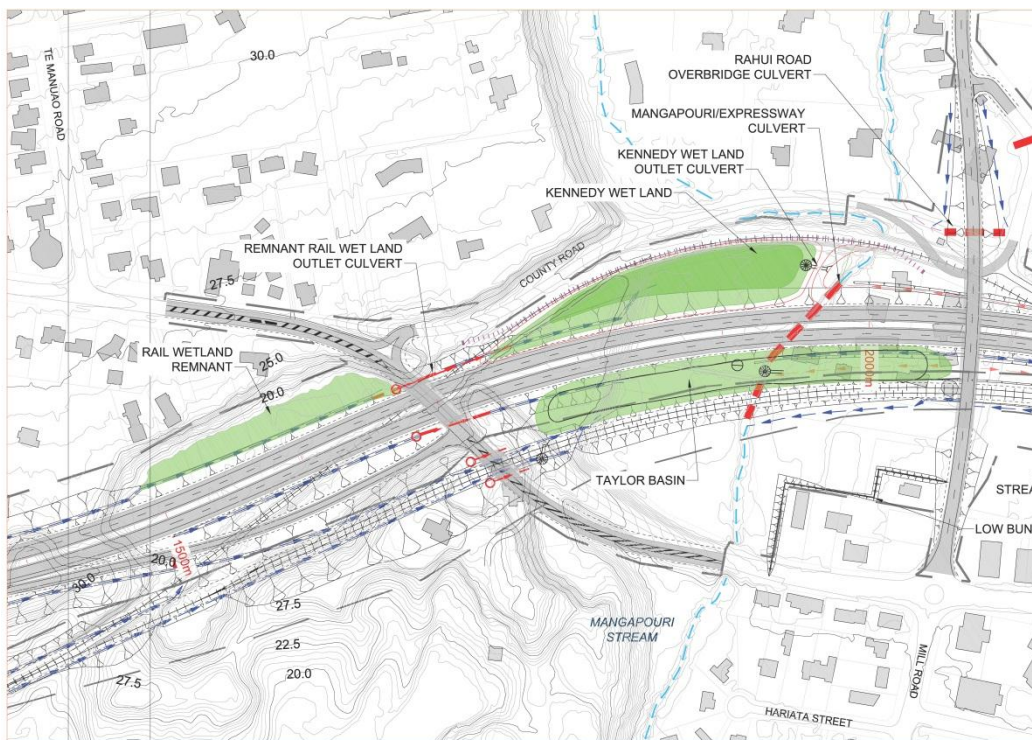 TE MANUAO ROAD
30.0
RAHUI ROAD
OVERBRIDGE CULVERT
MANGAPOURI/EXPRESSWAY
CULVERT
KENNEDY WET LAND
OUTLET CULVERT
KENNEDY WET LAND
REMNANT RAIL WET LAND
OUTLET CULVERT
COUNTY ROAD
27.5
RAIL WETLAND
REMNANT
25.0
20.0
2000m
TAYLOR BASIN
STREA
LOW BUN
1500m
20.0
30.0
27.5
22.5
20.0
27.5
MANGAPOURI
STREAM
MILL ROAD
HARIATA STREET